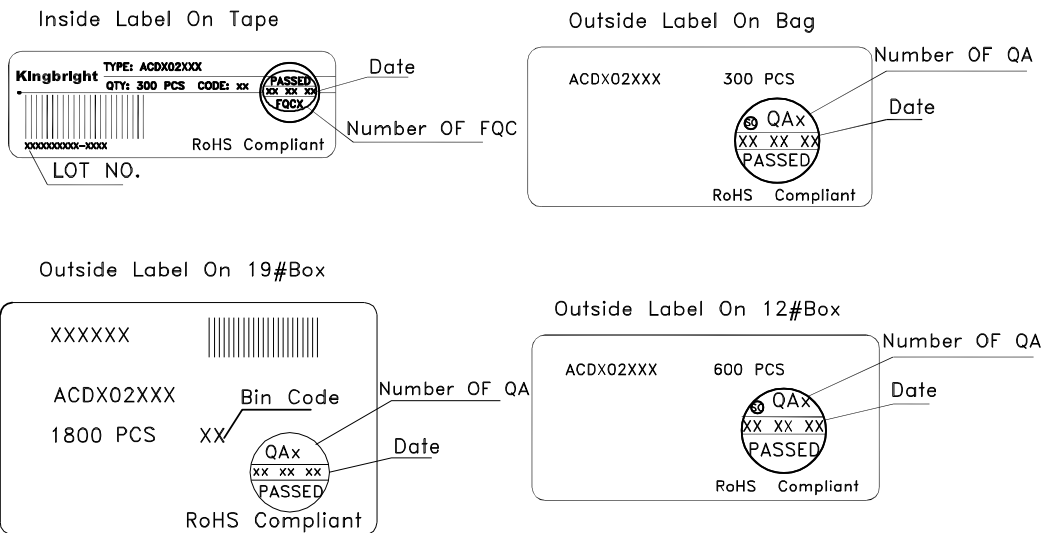 Inside Label On Tape
Kingbright
TYPE: ACDX02XXX
QTY: 300 PCS CODE: xx
PASSED
XX XX XX
FQCX
Date
Number OF FQC
XXXXXXXXXX-XXXX
RoHS Compliant
LOT NO.
Outside Label On Bag
ACDX02XXX 300 PCS
Number OF QA
Date
SC QAx
XX XX XX
PASSED
RoHS Compliant
Outside Label On 19#Box
XXXXXX
ACDX02XXX
Bin Code
1800 PCS XX
Number OF QA
Date
QAx
XX XX XX
PASSED
RoHS Compliant
Outside Label On 12#Box
ACDX02XXX 600 PCS
Number OF QA
Date
SC QAx
XX XX XX
PASSED
RoHS Compliant